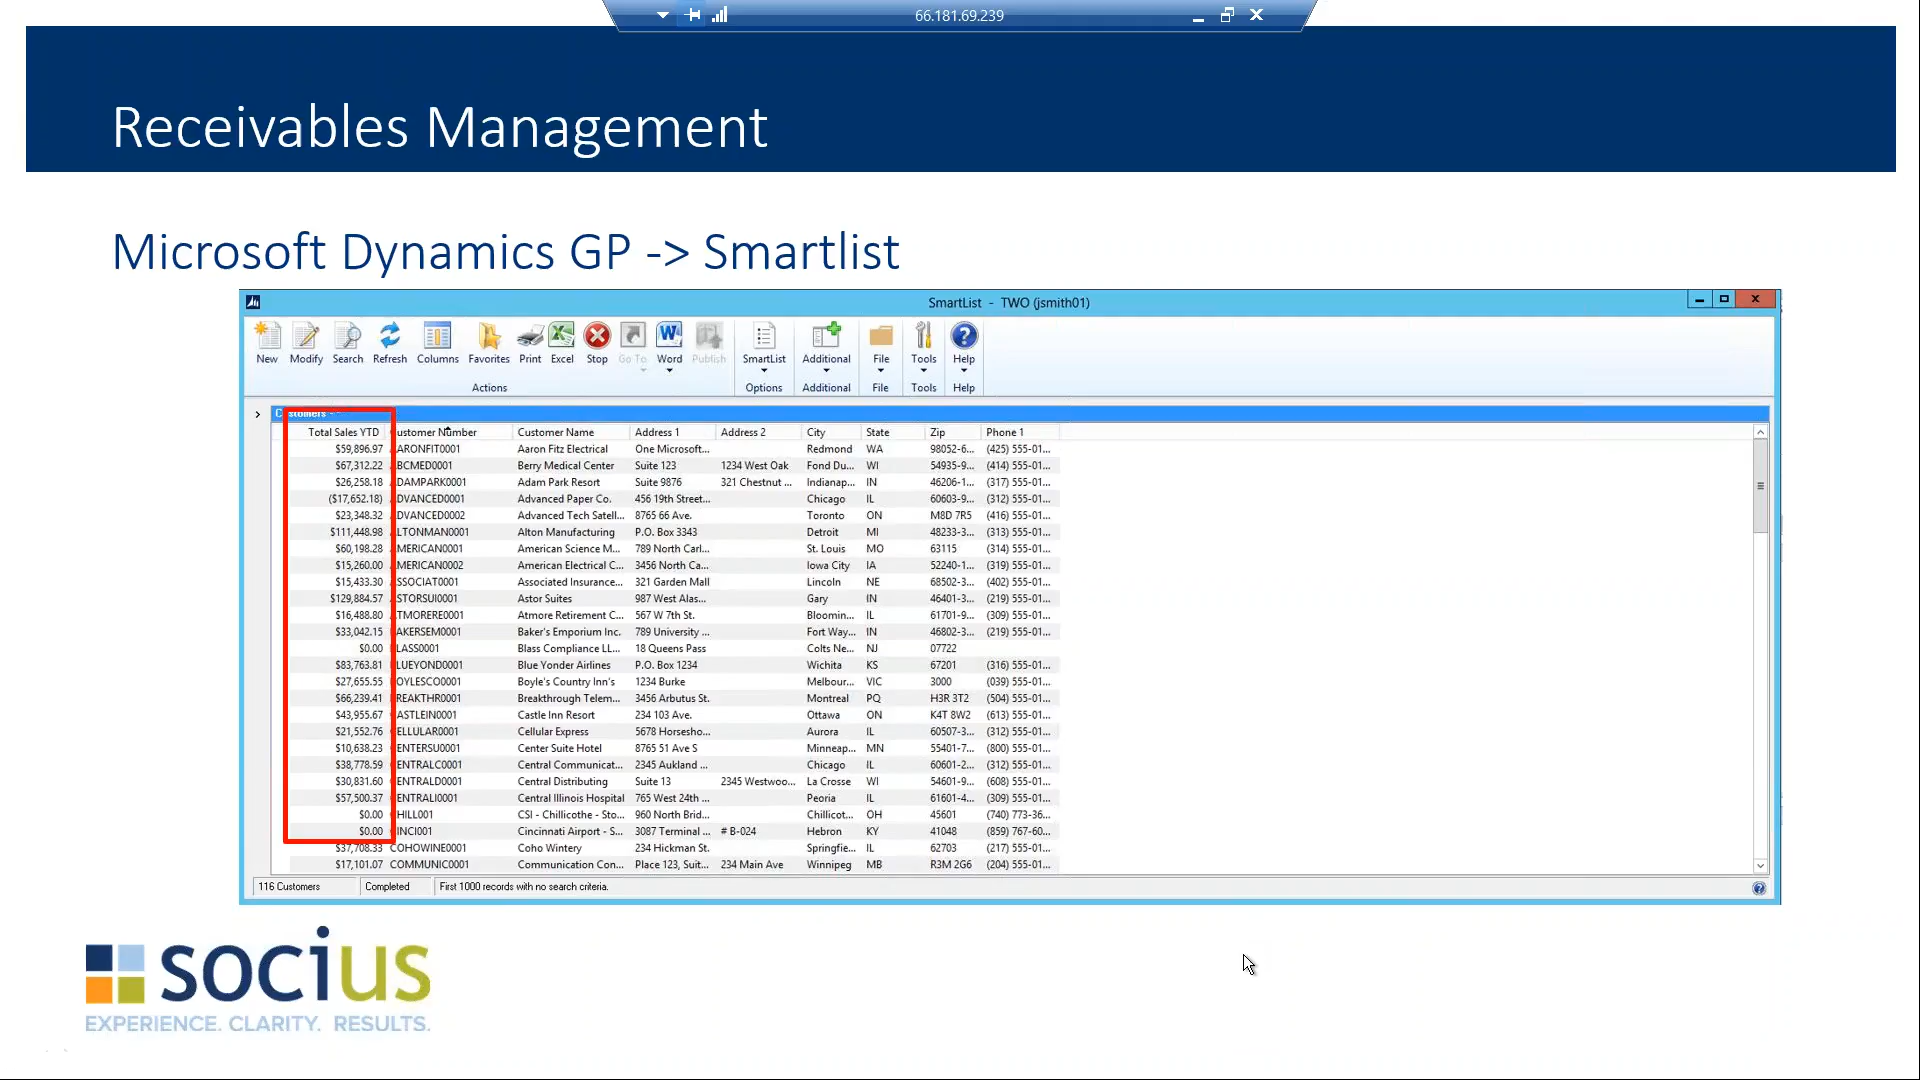 66.181.69.239
Receivables Management
Microsoft Dynamics GP -> Smartlist
SmartList - TWO (jsmith01)
New Modify Search Refresh Columns Favorites Print Excel Stop Go To Word Publish SmartList Additional File Tools Help
Actions Options Additional File Tools Help
Customers
Total Sales YTD ustomer Number Customer Name Address 1 Address 2 City State Zip Phone 1
$59,896.97 AARONFIT0001 Aaron Fitz Electrical One Microsoft... Redmond WA 98052-6... (425) 555-01...
$67,312.22 BCMED0001 Berry Medical Center Suite 123 1234 West Oak Fond Du... WI 54935-9... (414) 555-01...
$26,258.18 DAMPARK0001 Adam Park Resort Suite 9876 321 Chestnut ... Indianap... IN 46206-1... (317) 555-01...
($17,652.18) DVANCED0001 Advanced Paper Co. 456 19th Street... Chicago IL 60603-9... (312) 555-01...
$23,348.32 DVANCED0002 Advanced Tech Satell... 8765 66 Ave. Toronto ON M8D 7R5 (416) 555-01...
$111,448.98 LTONMAN0001 Alton Manufacturing P.O. Box 3343 Detroit MI 48233-3... (313) 555-01...
$60,198.28 MERICAN0001 American Science M... 789 North Carl... St. Louis MO 63115 (314) 555-01...
$15,260.00 MERICAN0002 American Electrical C... 3456 North Ca... Iowa City IA 52240-1... (319) 555-01...
$15,433.30 SSOCIAT0001 Associated Insurance... 321 Garden Mall Lincoln NE 68502-3... (402) 555-01...
$129,884.57 STORSUI0001 Astor Suites 987 West Alas... Gary IN 46401-3... (219) 555-01...
$16,488.80 TMORERE0001 Atmore Retirement C... 567 W 7th St. Bloomin... IL 61701-9... (309) 555-01...
$33,042.15 AKERSEM0001 Baker's Emporium Inc. 789 University ... Fort Way... IN 46802-3... (219) 555-01...
$0.00 LASS0001 Blass Compliance LL... 18 Queens Pass Colts Ne... NJ 07722
$83,763.81 LUEYOND0001 Blue Yonder Airlines P.O. Box 1234 Wichita KS 67201 (316) 555-01...
$27,655.55 OYLESCO0001 Boyle's Country Inn's 1234 Burke Melbour... VIC 3000 (039) 555-01...
$66,239.41 REAKTHR0001 Breakthrough Telem... 3456 Arbutus St. Montreal PQ H3R 3T2 (504) 555-01...
$43,955.67 ASTLEIN0001 Castle Inn Resort 234 103 Ave. Ottawa ON K4T 8W2 (613) 555-01...
$21,552.76 ELLULAR0001 Cellular Express 5678 Horsesho... Aurora IL 60507-3... (312) 555-01...
$10,638.23 ENTERSU0001 Center Suite Hotel 8765 51 Ave S Minneap... MN 55401-7... (800) 555-01...
$38,778.59 ENTRALC0001 Central Communicat... 2345 Aukland ... Chicago IL 60601-2... (312) 555-01...
$30,831.60 ENTRALD0001 Central Distributing Suite 13 2345 Westwoo... La Crosse WI 54601-9... (608) 555-01...
$57,500.37 ENTRALI0001 Central Illinois Hospital 765 West 24th ... Peoria IL 61601-4... (309) 555-01...
$0.00 HILL001 CSI - Chillicothe - Sto... 960 North Brid... Chillicot... OH 45601 (740) 773-36...
$0.00 INCI001 Cincinnati Airport - S... 3087 Terminal ... # B-024 Hebron KY 41048 (859) 767-60...
$37,708.33 COHOWINE0001 Coho Wintery 234 Hickman St. Springfie... IL 62703 (217) 555-01...
$17,101.07 COMMUNIC0001 Communication Con... Place 123, Suit... 234 Main Ave Winnipeg MB R3M 2G6 (204) 555-01...
116 Customers Completed First 1000 records with no search criteria.
socius
EXPERIENCE. CLARITY. RESULTS.